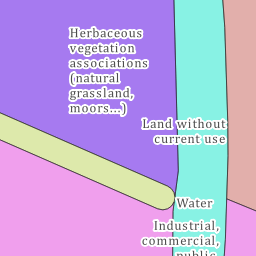 Herbaceous
vegetation
associations
(natural
grassland,
moors...)
Land without
current use
Water
Industrial,
commercial,
public,